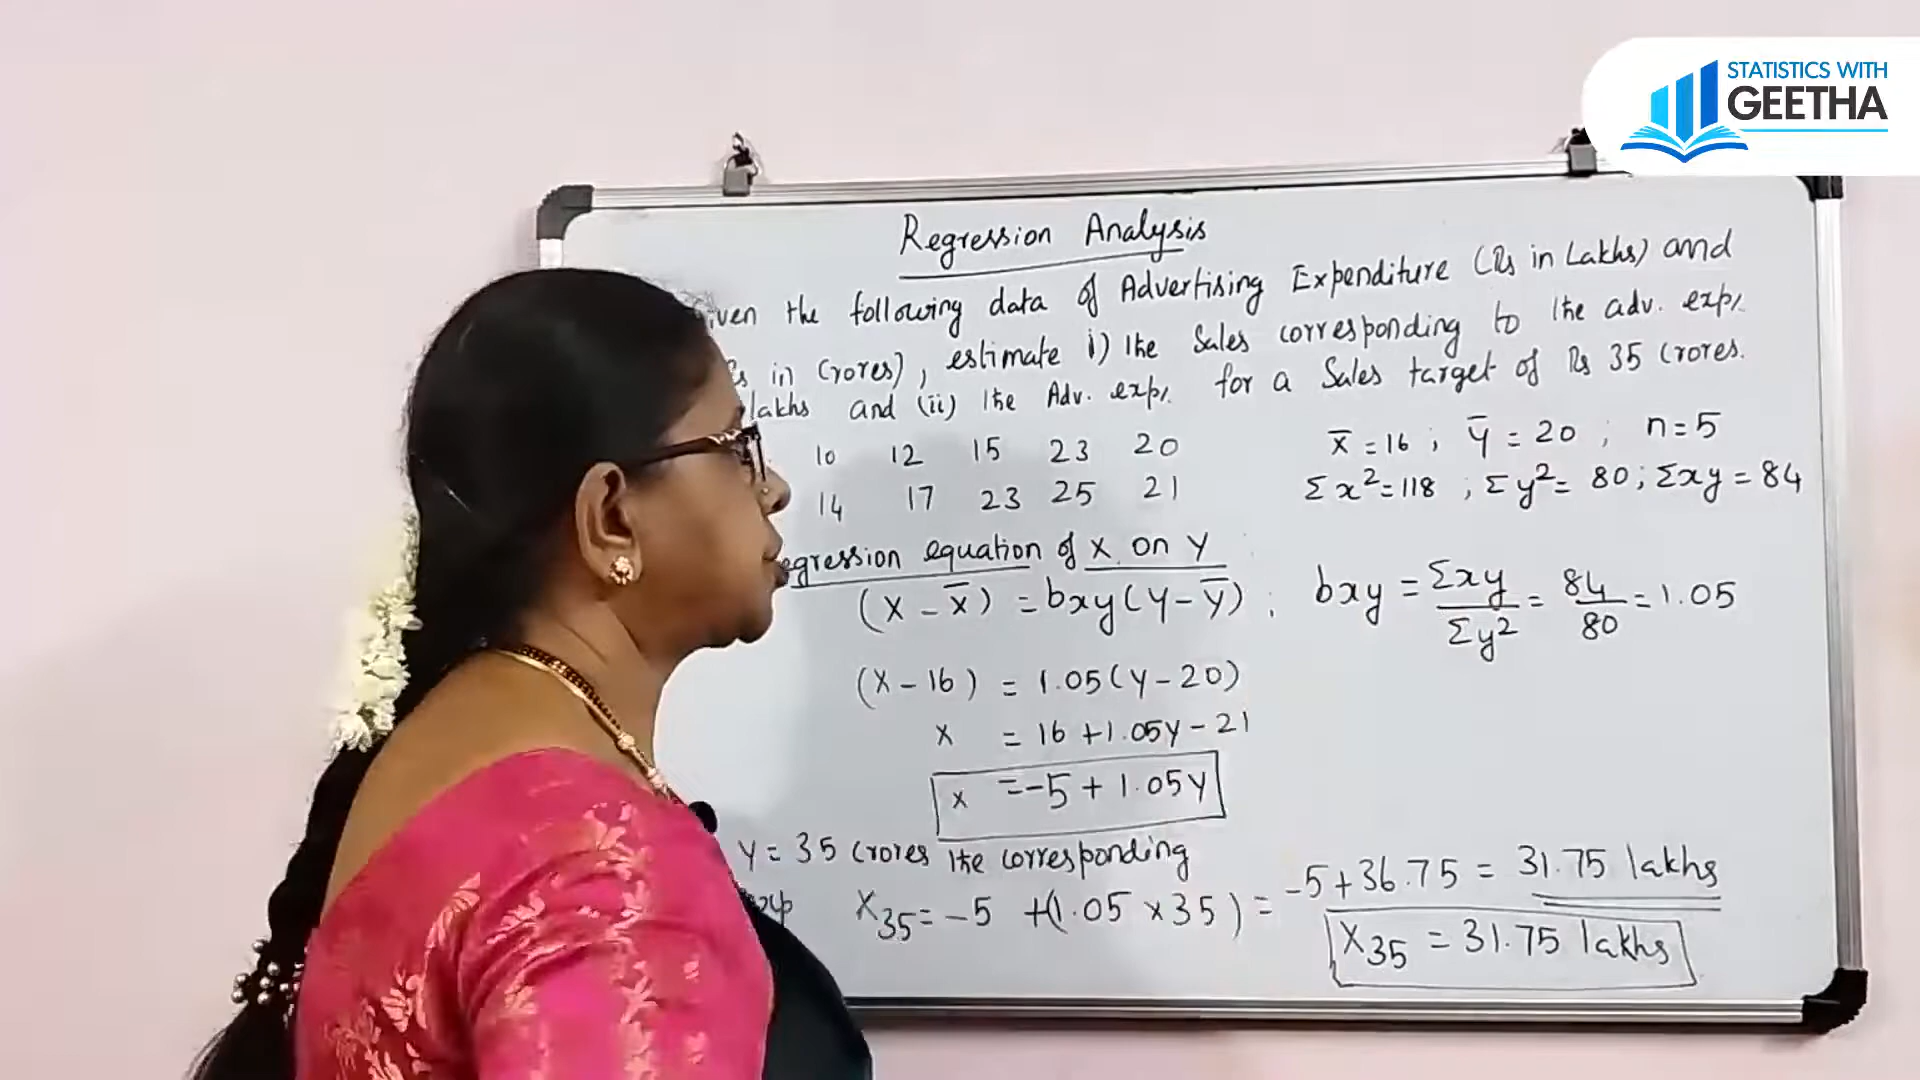 STATISTICS WITH
GEETHA
Regression Analysis
the following data of Advertising Expenditure (Rs in Lakhs) and
in Crores), estimate i) the Sales corresponding to the adv. exp/.
lakhs and (ii) the Adv. exp/. for a Sales target of Rs 35 Crores.
10 12 15 23 20
14 17 23 25 21
x̄ = 16 ; ȳ = 20 ; n = 5
Σx² = 118 ; Σy² = 80 ; Σxy = 84
equation of X on Y
(X - x̄) = bxy (Y - ȳ) ; bxy = Σxy / Σy² = 84 / 80 = 1.05
(X - 16) = 1.05 (Y - 20)
X = 16 + 1.05Y - 21
X = -5 + 1.05Y
Y = 35 Crores the corresponding
X₃₅ = -5 + (1.05 × 35) = -5 + 36.75 = 31.75 lakhs
X₃₅ = 31.75 lakhs